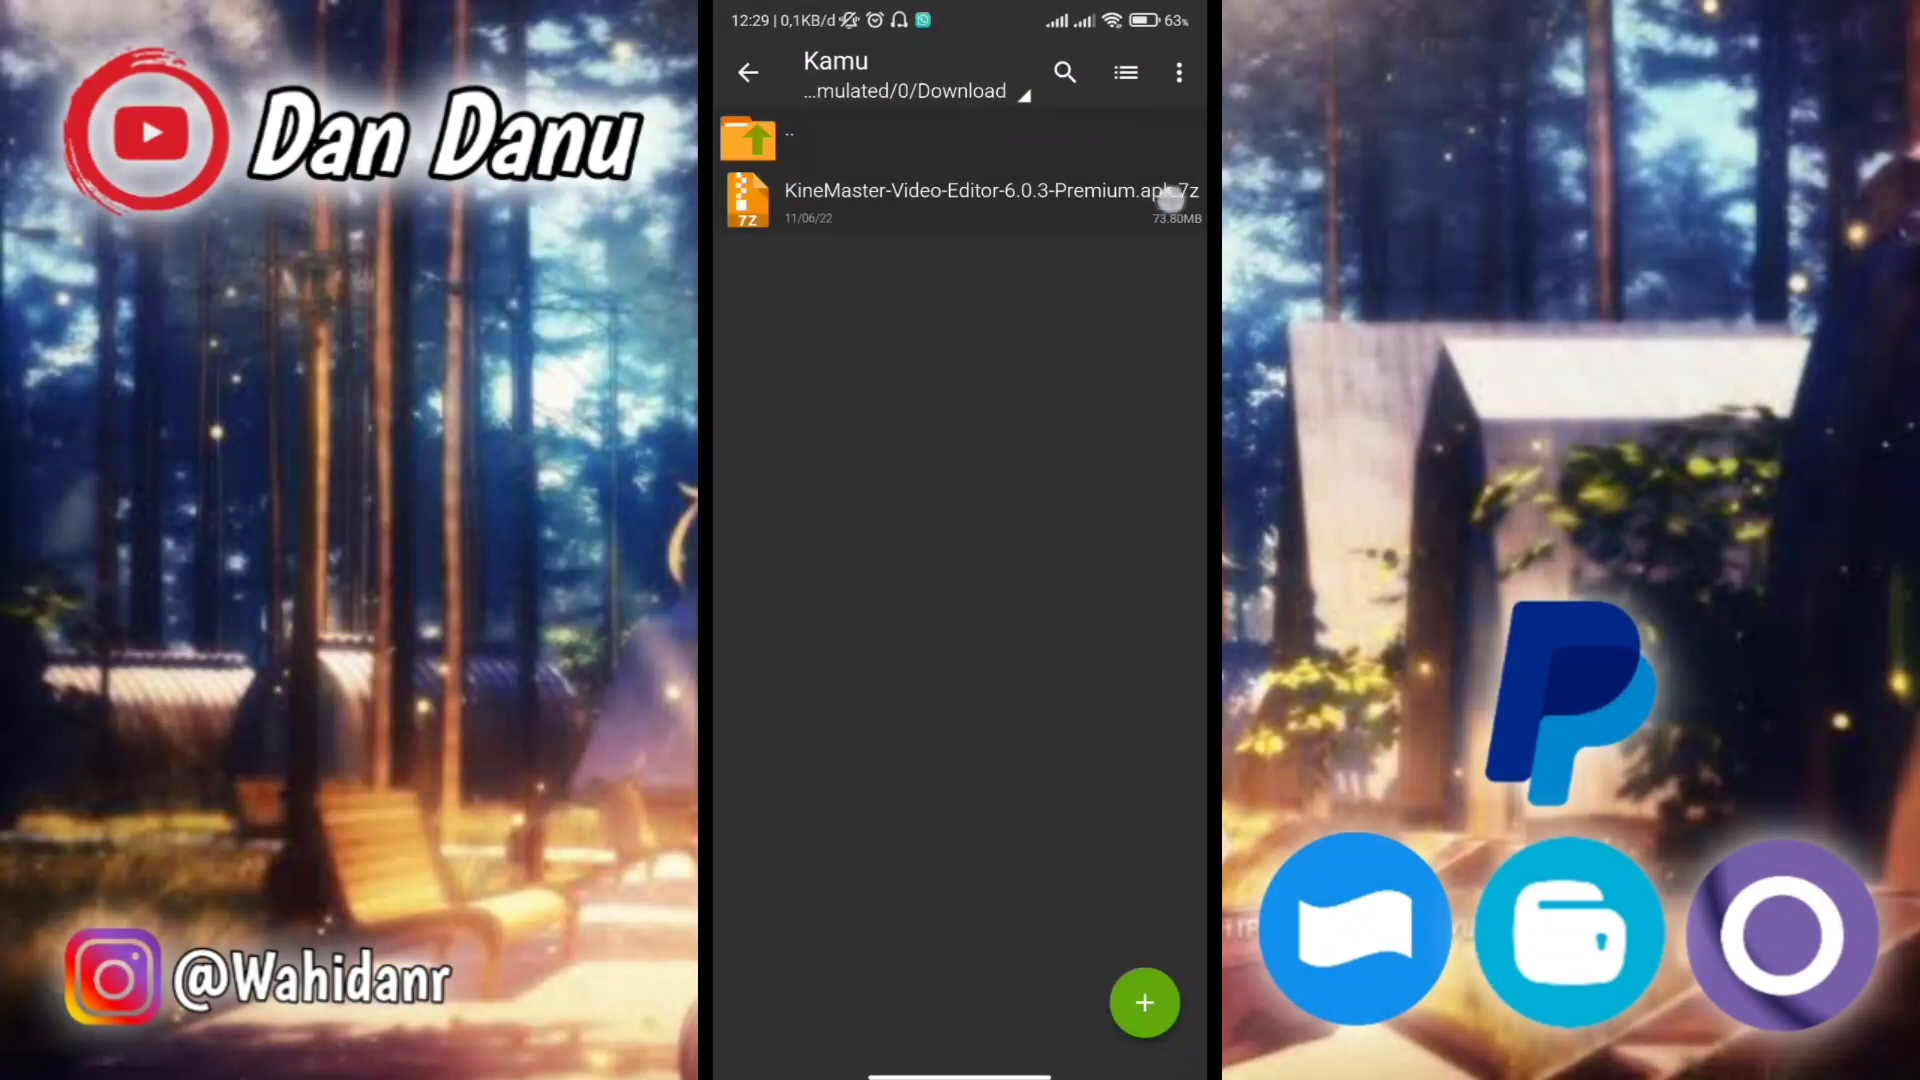 Dan Danu
12:29 | 0,1KB/d
63%
Kamu
...mulated/0/Download
..
KineMaster-Video-Editor-6.0.3-Premium.apk.7z
7Z
11/06/22
73.80MB
@Wahidanr